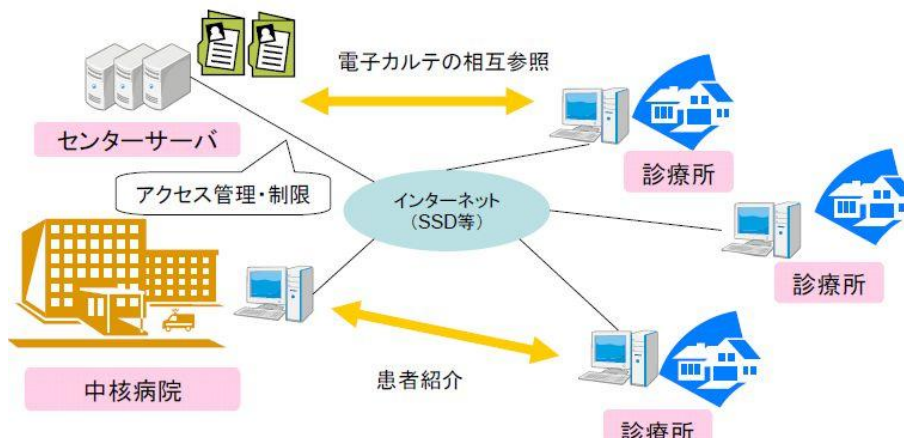 電子カルテの相互参照
センターサーバ
診療所
アクセス管理・制限
インターネット
(SSD等)
診療所
中核病院
患者紹介
診療所